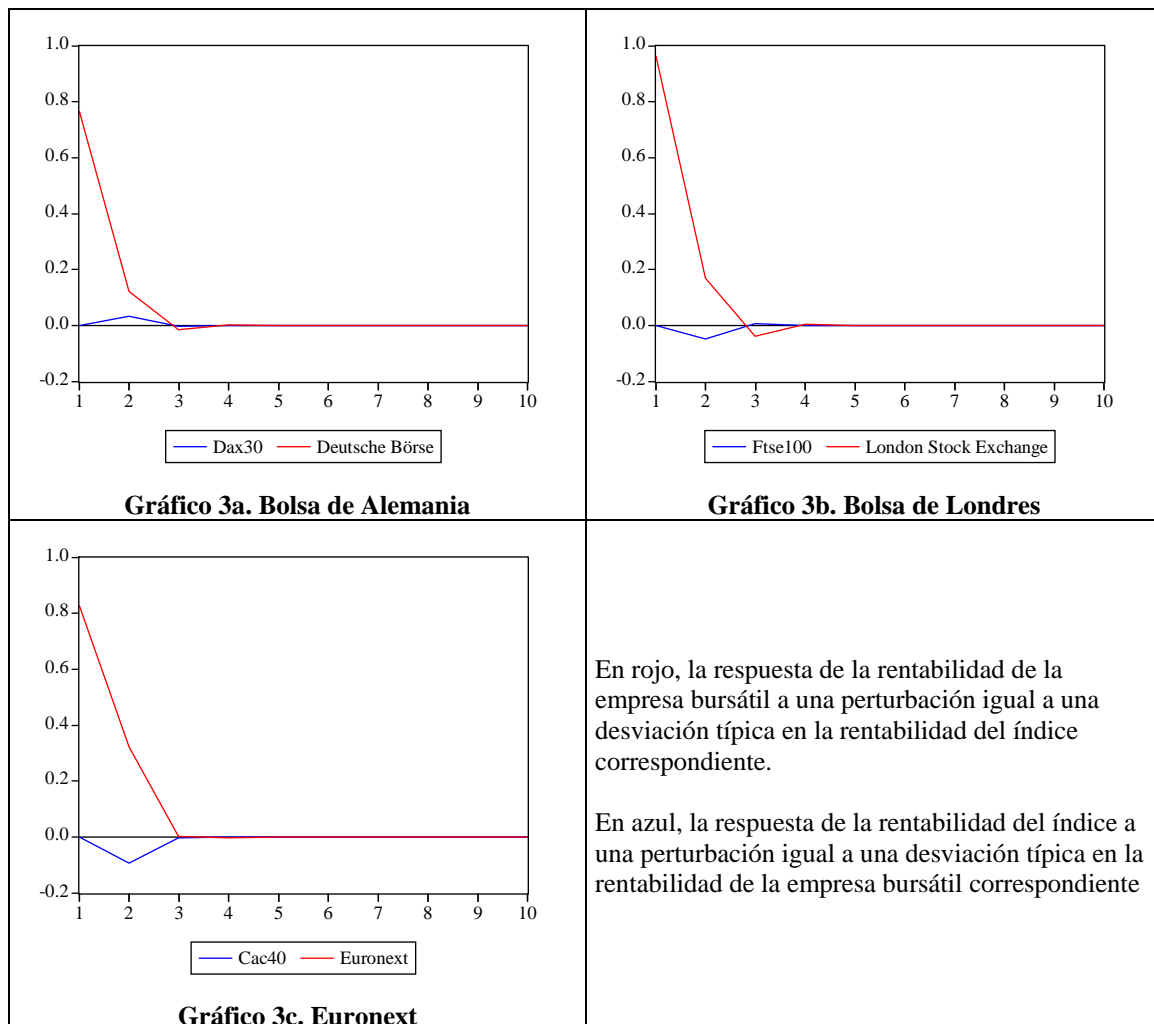 1.0
0.8
0.6
0.4
0.2
0.0
-0.2
1 2 3 4 5 6 7 8 9 10
Dax30 Deutsche Börse
Gráfico 3a. Bolsa de Alemania
1.0
0.8
0.6
0.4
0.2
0.0
-0.2
1 2 3 4 5 6 7 8 9 10
Ftse100 London Stock Exchange
Gráfico 3b. Bolsa de Londres
1.0
0.8
0.6
0.4
0.2
0.0
-0.2
1 2 3 4 5 6 7 8 9 10
Cac40 Euronext
Gráfico 3c. Euronext
En rojo, la respuesta de la rentabilidad de la
empresa bursátil a una perturbación igual a una
desviación típica en la rentabilidad del índice
correspondiente.
En azul, la respuesta de la rentabilidad del índice a
una perturbación igual a una desviación típica en la
rentabilidad de la empresa bursátil correspondiente